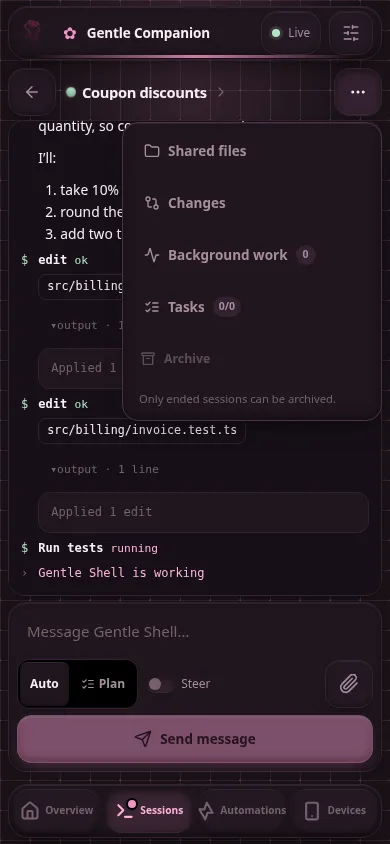 Gentle Companion
Live
Coupon discounts
quantity, so
I'll:
1. take 10%
2. round the
3. add two t
$ edit ok
src/billing
▾output · 1
Applied 1
Shared files
Changes
Background work 0
Tasks 0/0
Archive
Only ended sessions can be archived.
$ edit ok
src/billing/invoice.test.ts
▾output · 1 line
Applied 1 edit
$ Run tests running
› Gentle Shell is working
Message Gentle Shell...
Auto Plan Steer
Send message
Overview Sessions Automations Devices